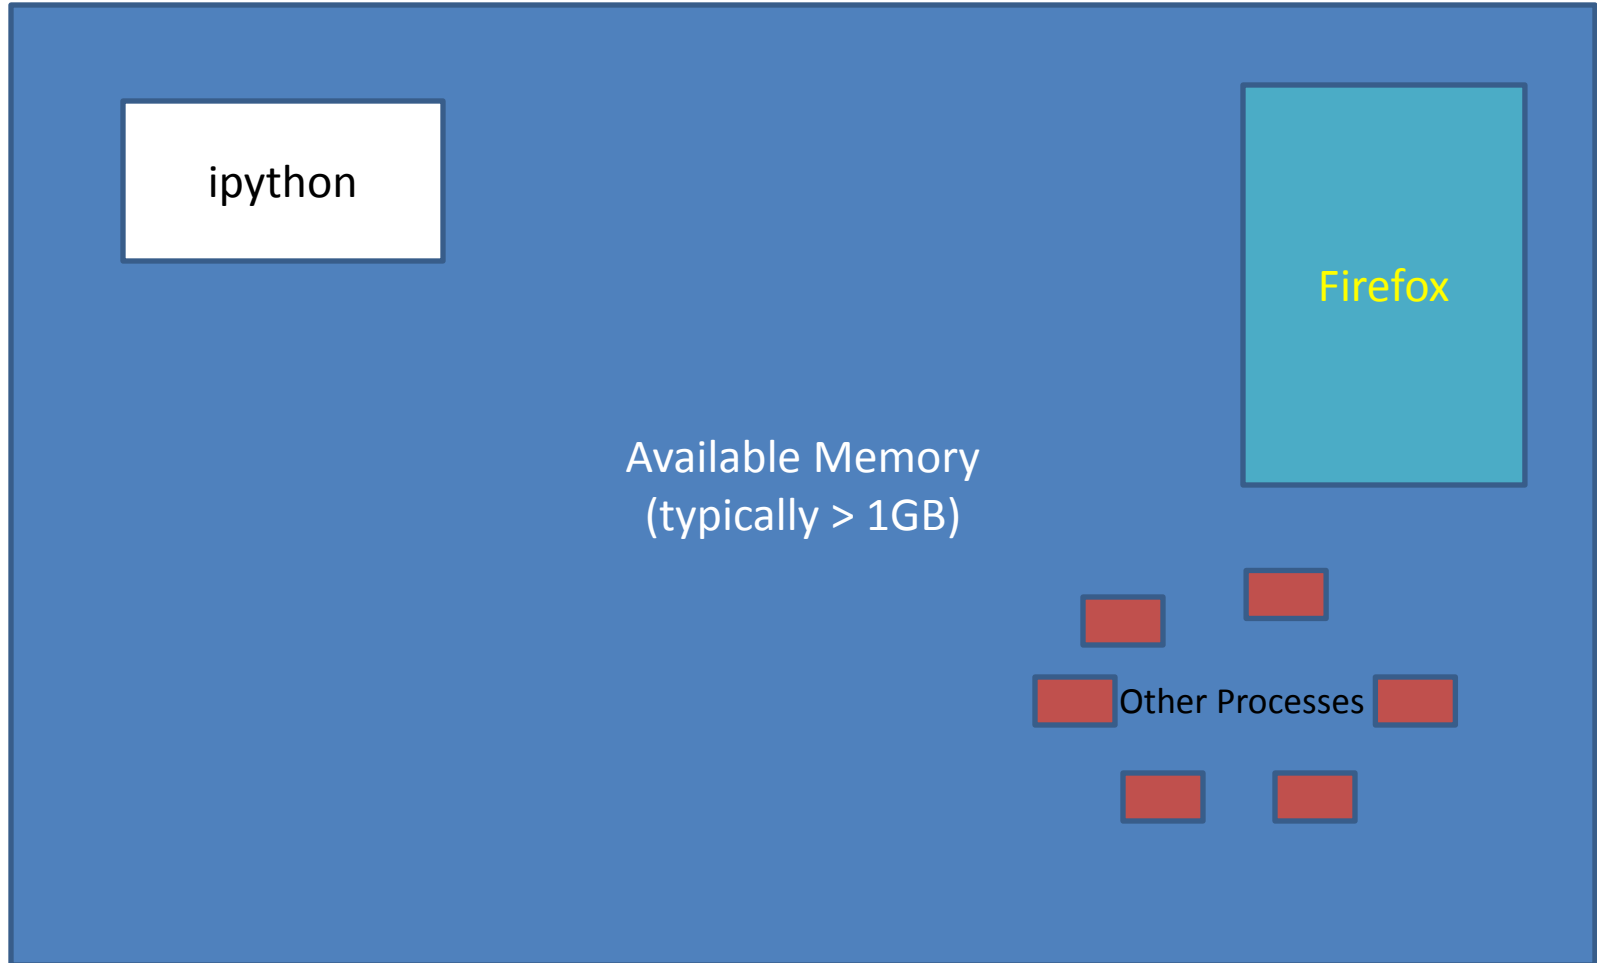 ipython
Firefox
Available Memory
(typically > 1GB)
Other Processes